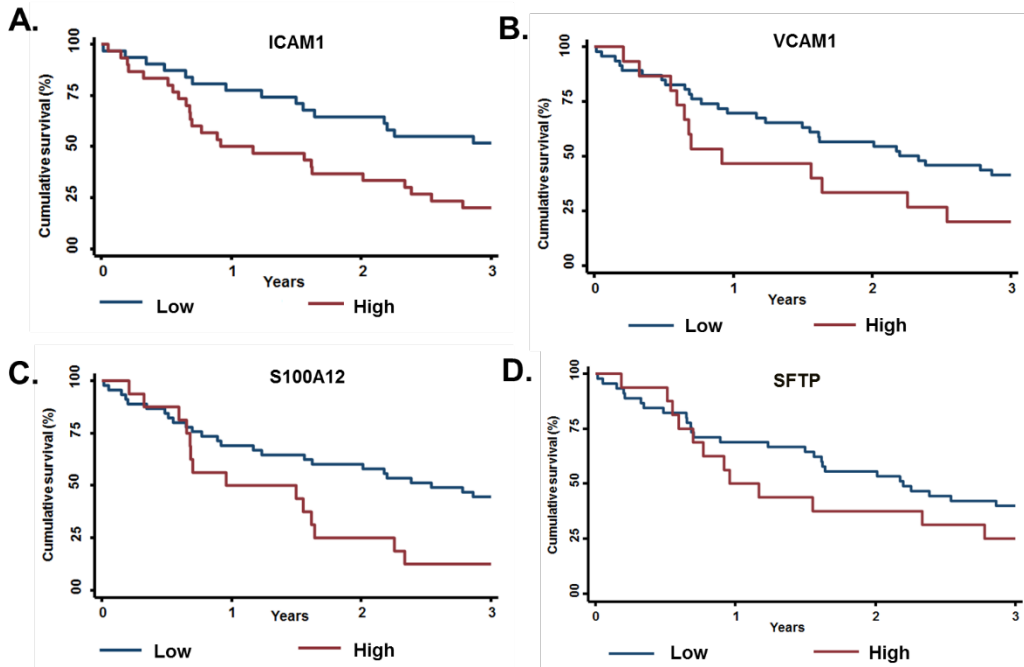 A.
ICAM1
Cumulative survival (%)
100
75
50
25
00
0 1 2 3
Years
Low High
B.
VCAM1
Cumulative survival (%)
100
75
50
25
00
0 1 2 3
Years
Low High
C.
S100A12
Cumulative survival (%)
100
75
50
25
00
0 1 2 3
Years
Low High
D.
SFTP
Cumulative survival (%)
100
75
50
25
00
0 1 2 3
Years
Low High